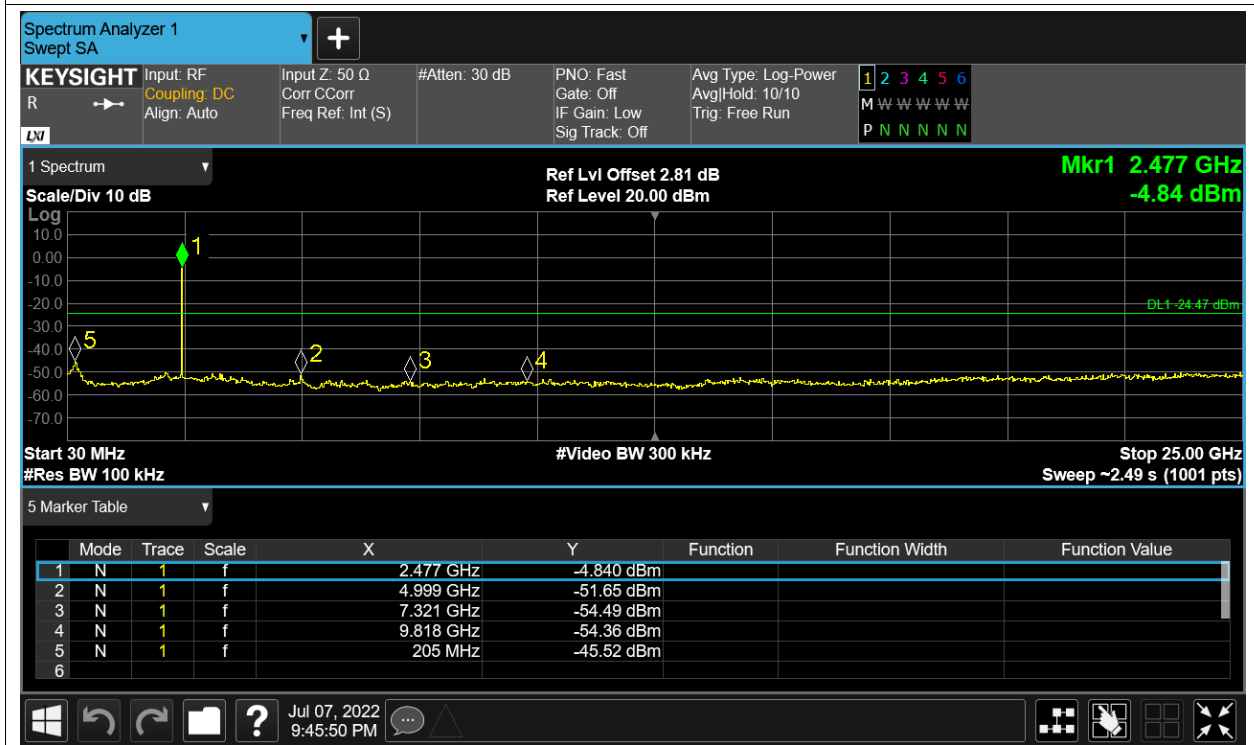 Spectrum Analyzer 1
Swept SA
+
KEYSIGHT
R
LXI
Input: RF
Coupling: DC
Align: Auto
Input Z: 50 Ω
Corr CCorr
Freq Ref: Int (S)
#Atten: 30 dB
PNO: Fast
Gate: Off
IF Gain: Low
Sig Track: Off
Avg Type: Log-Power
Avg|Hold: 10/10
Trig: Free Run
1 2 3 4 5 6
M W W W W W
P N N N N N
1 Spectrum
Scale/Div 10 dB
Ref Lvl Offset 2.81 dB
Ref Level 20.00 dBm
Mkr1 2.477 GHz
-4.84 dBm
Log
10.0
0.00
-10.0
-20.0
-30.0
-40.0
-50.0
-60.0
-70.0
1
2
3
4
5
DL1 -24.47 dBm
Start 30 MHz
#Res BW 100 kHz
#Video BW 300 kHz
Stop 25.00 GHz
Sweep ~2.49 s (1001 pts)
5 Marker Table
Mode Trace Scale X Y Function Function Width Function Value
1 N 1 f 2.477 GHz -4.840 dBm
2 N 1 f 4.999 GHz -51.65 dBm
3 N 1 f 7.321 GHz -54.49 dBm
4 N 1 f 9.818 GHz -54.36 dBm
5 N 1 f 205 MHz -45.52 dBm
6
?
Jul 07, 2022
9:45:50 PM